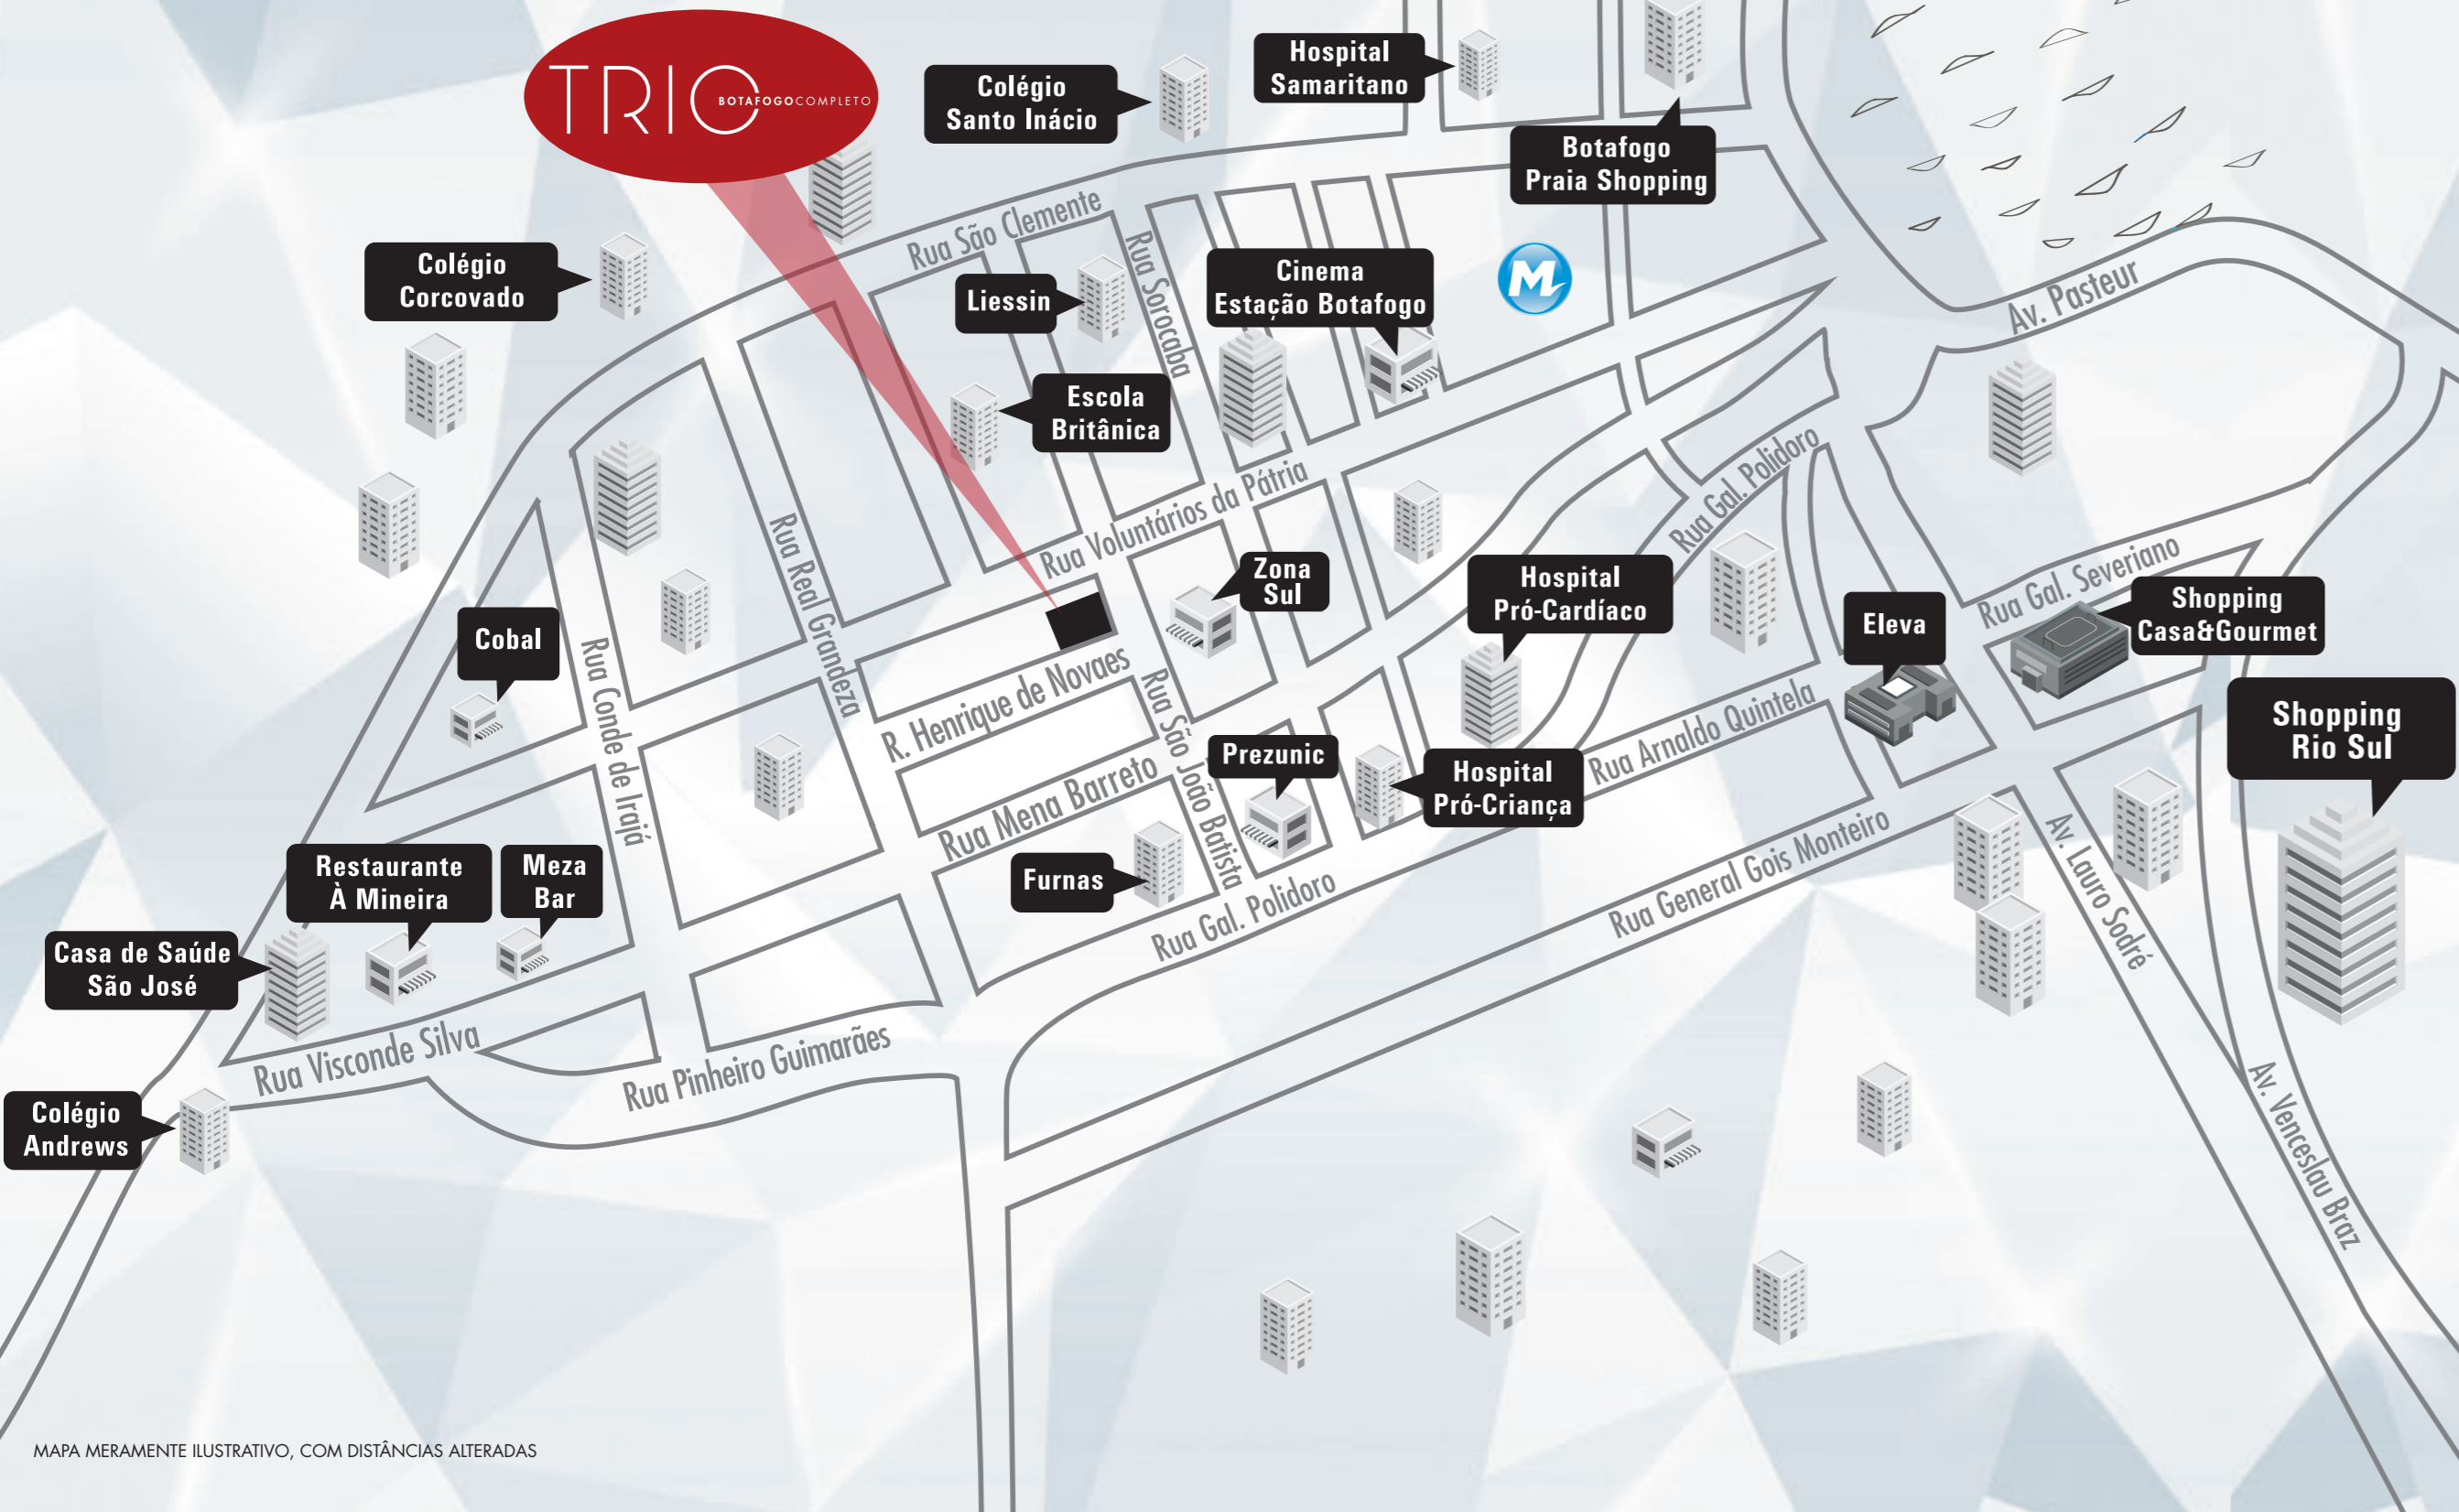 TRIO
BOTAFOGOCOMPLETO
Colégio
Santo Inácio
Hospital
Samaritano
Botafogo
Praia Shopping
Colégio
Corcovado
Rua São Clemente
Liessin
Rua Sorocaba
Cinema
Estação Botafogo
M
Av. Pasteur
Escola
Britânica
Rua Voluntários da Pátria
Rua Gal. Polidoro
Rua Real Grandeza
Zona
Sul
Hospital
Pró-Cardíaco
Eleva
Rua Gal. Severiano
Shopping
Casa&Gourmet
Cobal
Rua Conde de Irajá
R. Henrique de Novaes
Rua São João Batista
Rua Arnaldo Quintela
Shopping
Rio Sul
Prezunic
Hospital
Pró-Criança
Rua Mena Barreto
Restaurante
À Mineira
Meza
Bar
Furnas
Rua Gal. Polidoro
Rua General Gois Monteiro
Av. Lauro Sodré
Casa de Saúde
São José
Rua Visconde Silva
Rua Pinheiro Guimarães
Av. Venceslau Braz
Colégio
Andrews
MAPA MERAMENTE ILUSTRATIVO, COM DISTÂNCIAS ALTERADAS